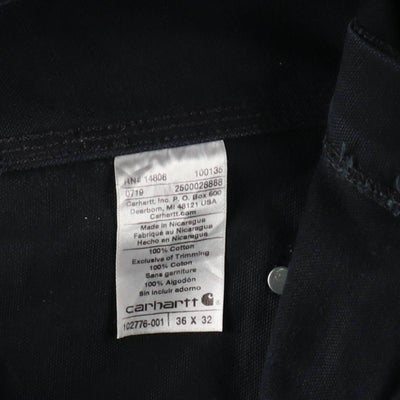 RN# 14806 100135
0719 2500028888
Carhartt, Inc. P.O. Box 600
Dearborn, MI 48121 USA
Carhartt.com
Made in Nicaragua
Fabriqué au Nicaragua
Hecho en Nicaragua
100% Cotton
Exclusive of Trimming
100% Coton
Sans garniture
100% Algodón
Sin incluir adorno
carhartt
102776-001 36 X 32